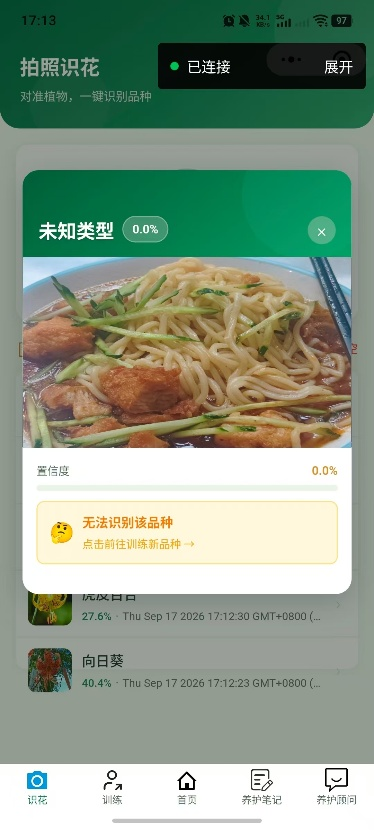 17:13
34.1
KB/s
5G
97
拍照识花
对准植物，一键识别品种
已连接
展开
未知类型
0.0%
×
置信度
0.0%
无法识别该品种
点击前往训练新品种 →
虎皮百合
27.6% · Thu Sep 17 2026 17:12:30 GMT+0800 (...
向日葵
40.4% · Thu Sep 17 2026 17:12:23 GMT+0800 (...
识花
训练
首页
养护笔记
养护顾问